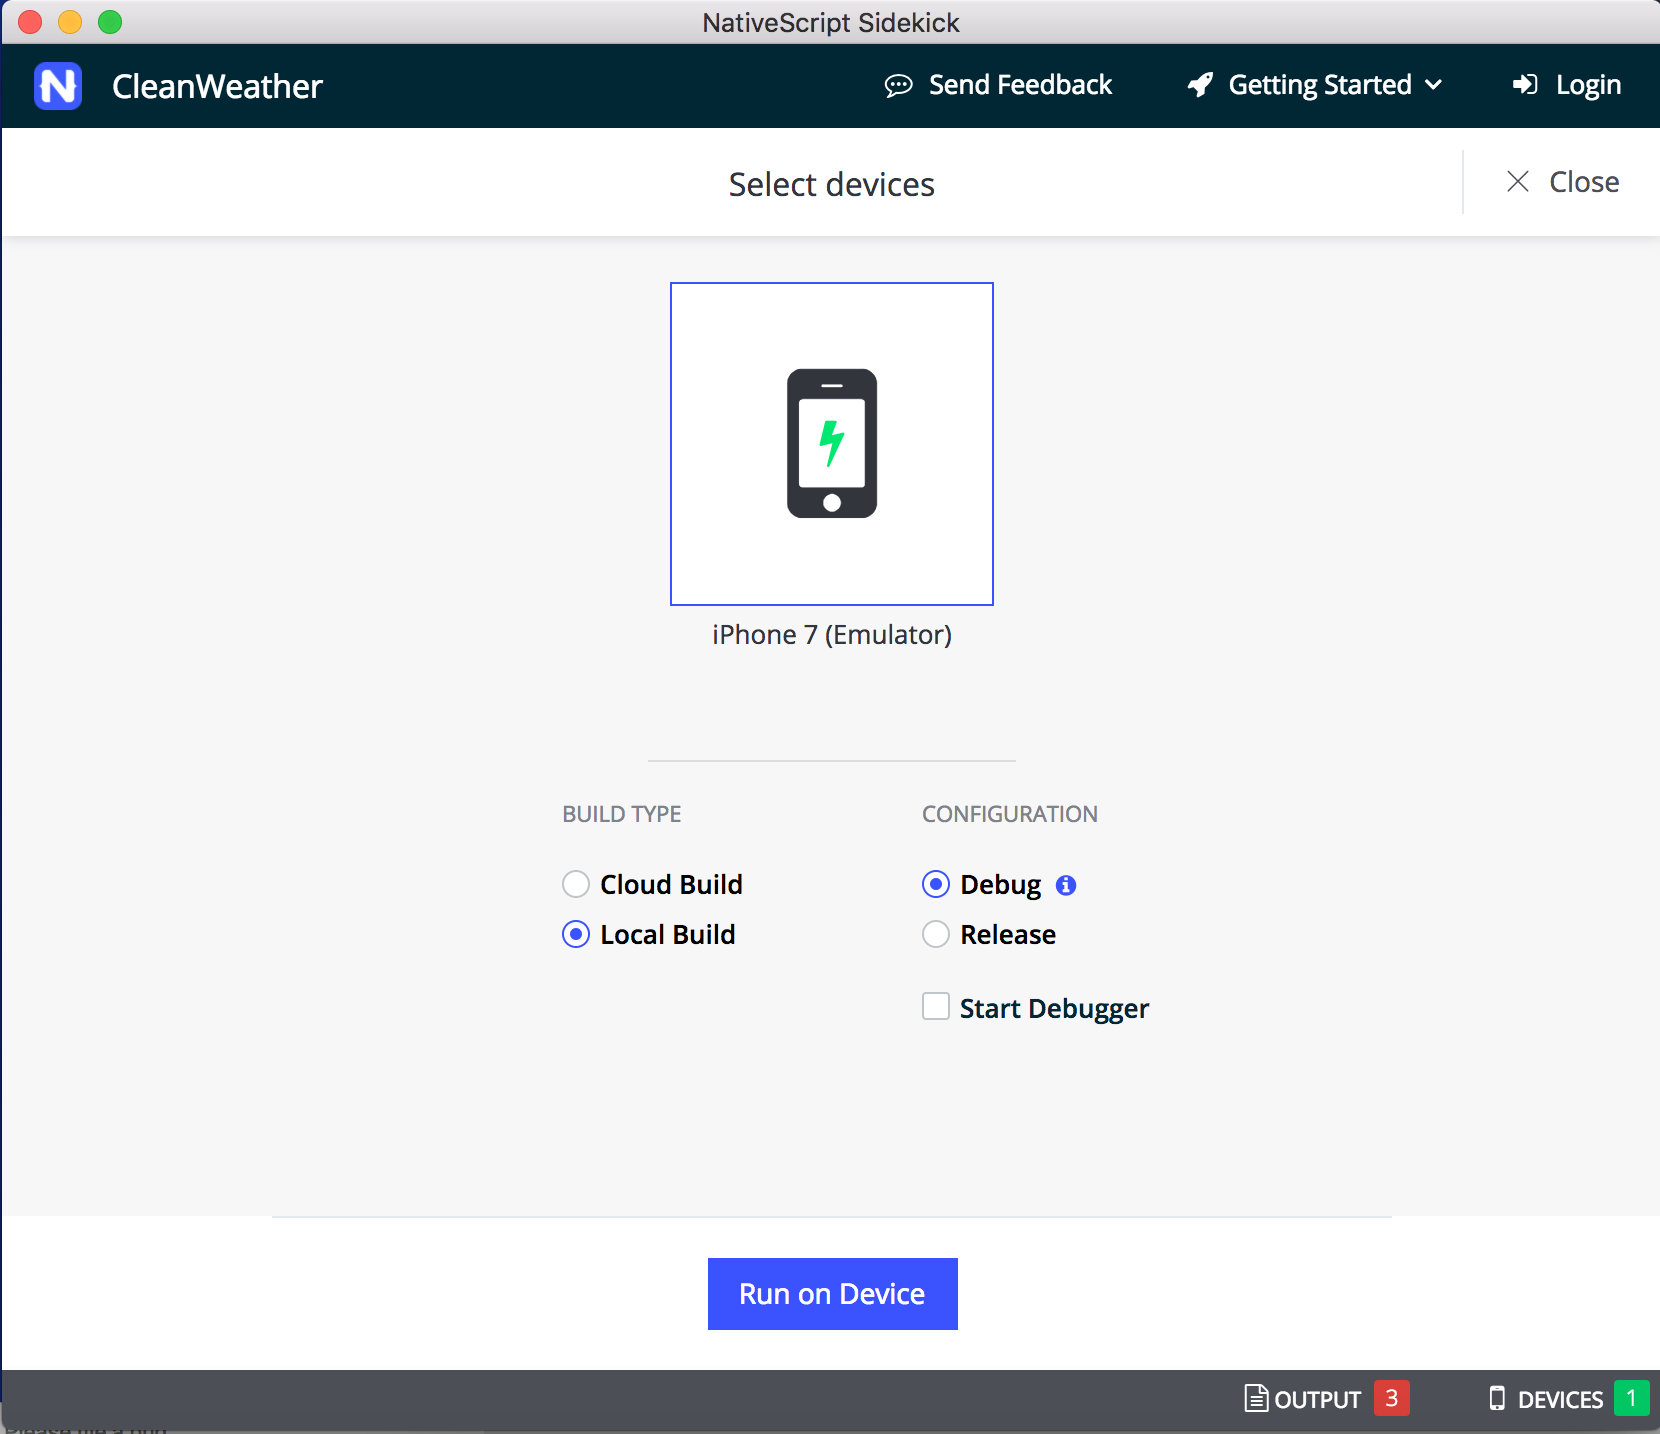 NativeScript Sidekick
CleanWeather
Send Feedback
Getting Started
Login
Select devices
Close
iPhone 7 (Emulator)
BUILD TYPE
CONFIGURATION
Cloud Build
Debug
Local Build
Release
Start Debugger
Run on Device
OUTPUT 3
DEVICES 1